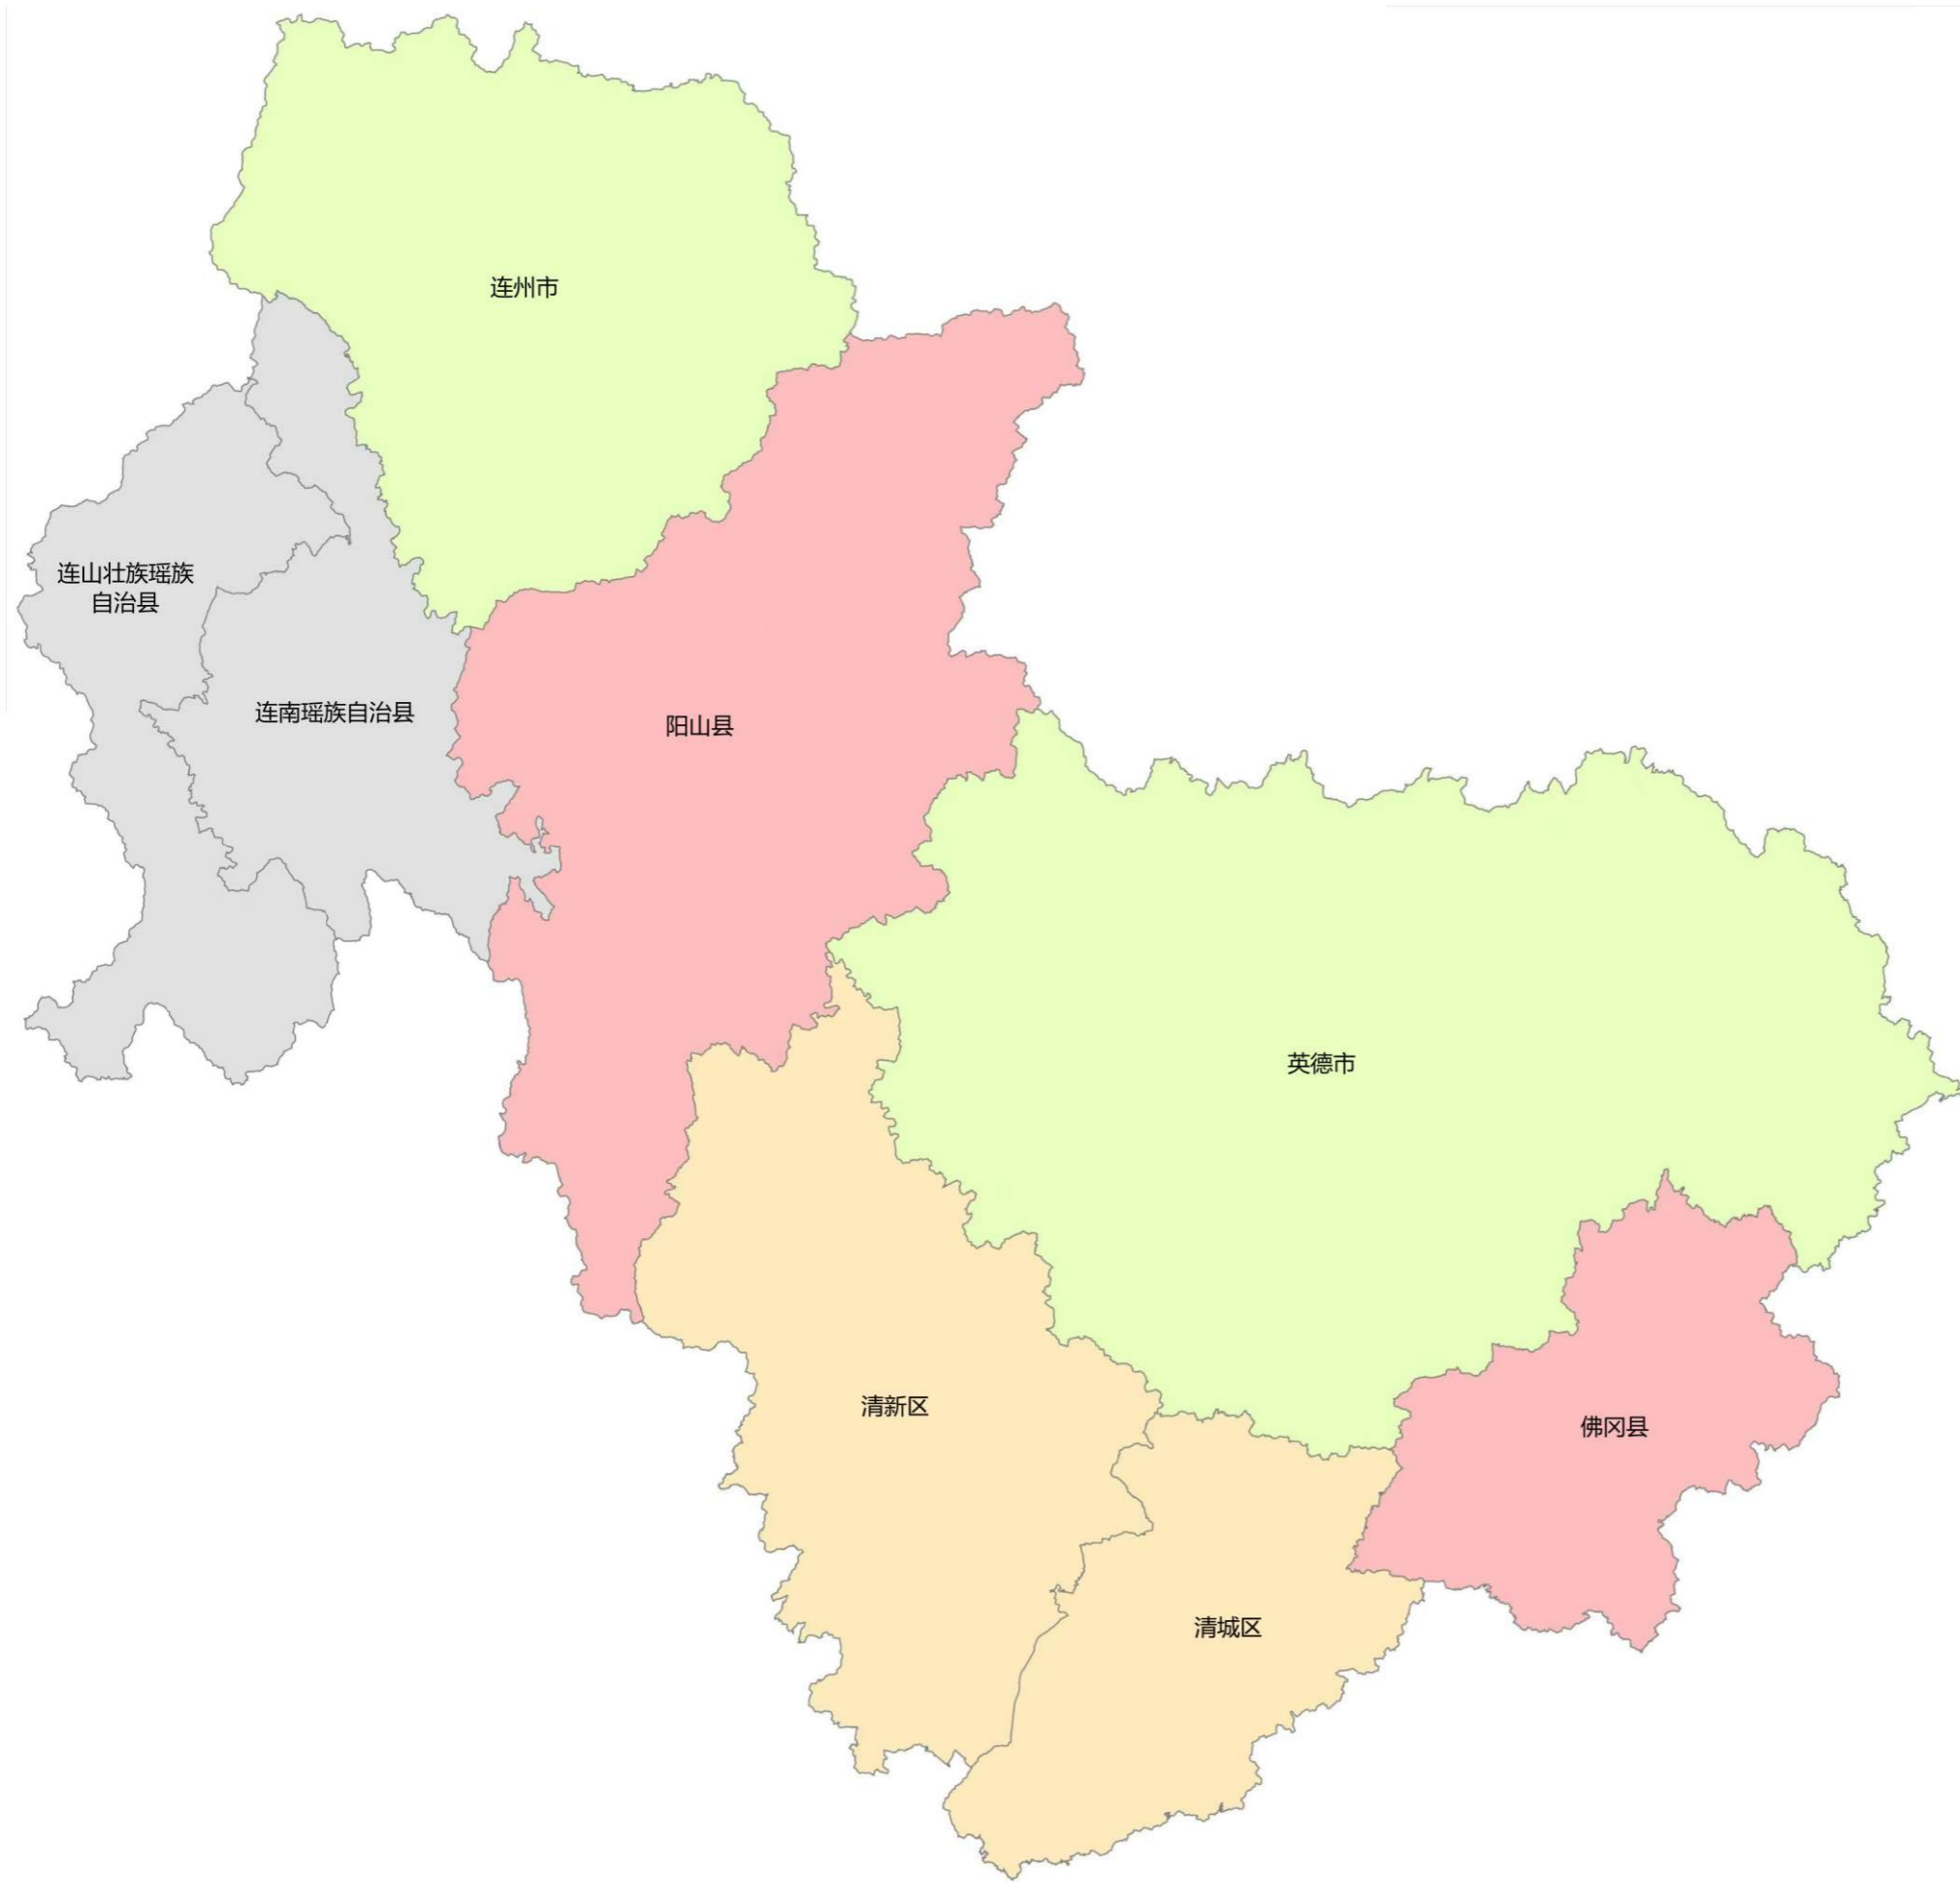 连州市
连山壮族瑶族
自治县
连南瑶族自治县
阳山县
英德市
清新区
佛冈县
清城区